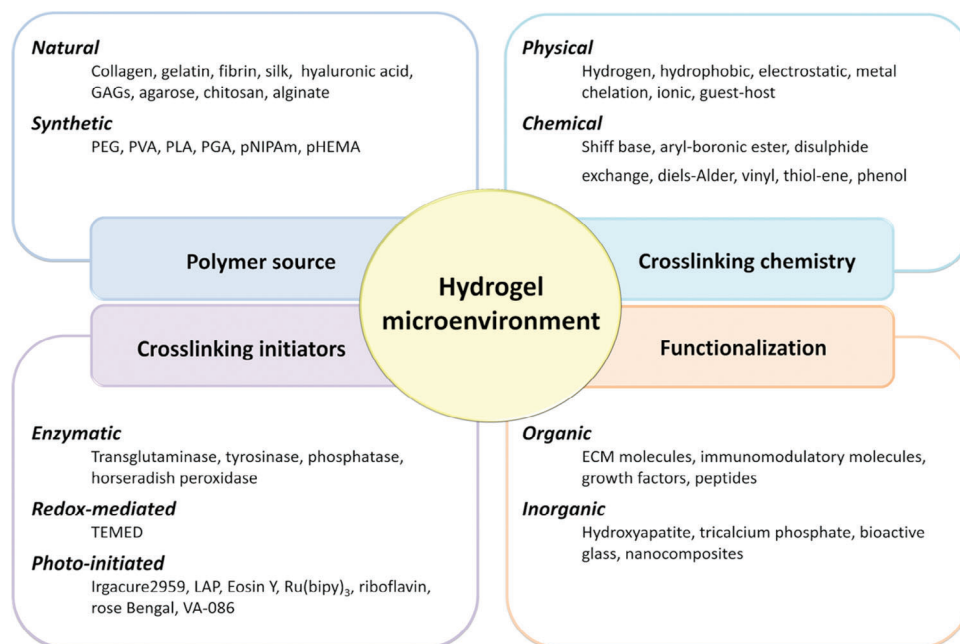 Natural
Collagen, gelatin, fibrin, silk, hyaluronic acid,
GAGs, agarose, chitosan, alginate
Synthetic
PEG, PVA, PLA, PGA, pNIPAm, pHEMA
Polymer source
Physical
Hydrogen, hydrophobic, electrostatic, metal
chelation, ionic, guest-host
Chemical
Shiff base, aryl-boronic ester, disulphide
exchange, diels-Alder, vinyl, thiol-ene, phenol
Crosslinking chemistry
Hydrogel
microenvironment
Crosslinking initiators
Enzymatic
Transglutaminase, tyrosinase, phosphatase,
horseradish peroxidase
Redox-mediated
TEMED
Photo-initiated
Irgacure2959, LAP, Eosin Y, Ru(bipy)₃, riboflavin,
rose Bengal, VA-086
Functionalization
Organic
ECM molecules, immunomodulatory molecules,
growth factors, peptides
Inorganic
Hydroxyapatite, tricalcium phosphate, bioactive
glass, nanocomposites